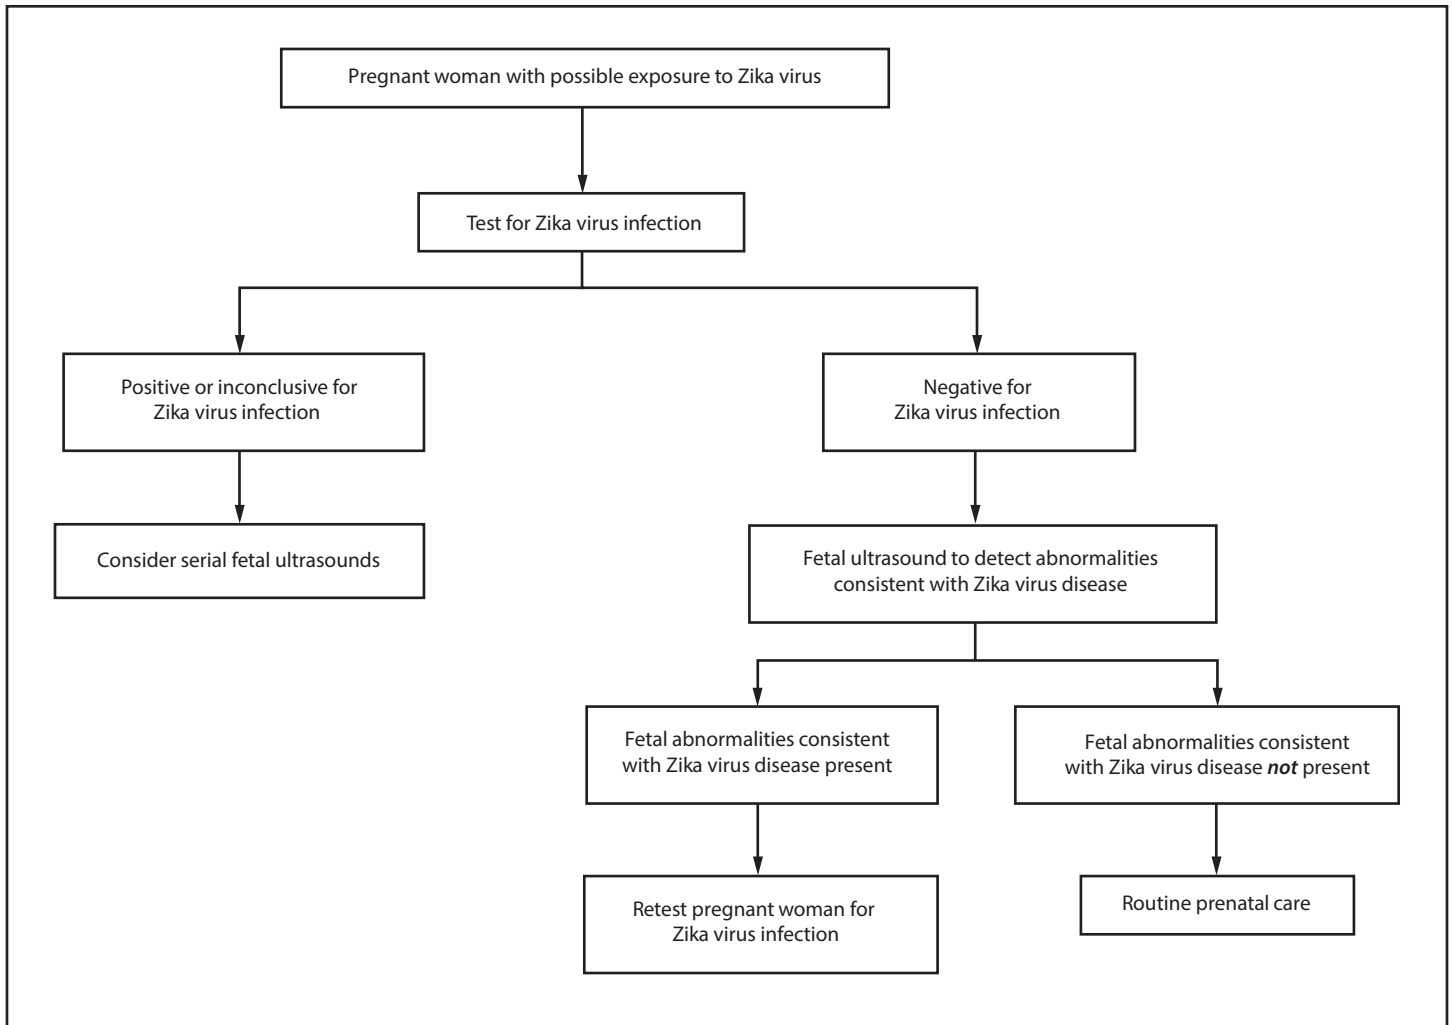 Pregnant woman with possible exposure to Zika virus
Test for Zika virus infection
Positive or inconclusive for
Zika virus infection
Negative for
Zika virus infection
Consider serial fetal ultrasounds
Fetal ultrasound to detect abnormalities
consistent with Zika virus disease
Fetal abnormalities consistent
with Zika virus disease present
Fetal abnormalities consistent
with Zika virus disease not present
Retest pregnant woman for
Zika virus infection
Routine prenatal care